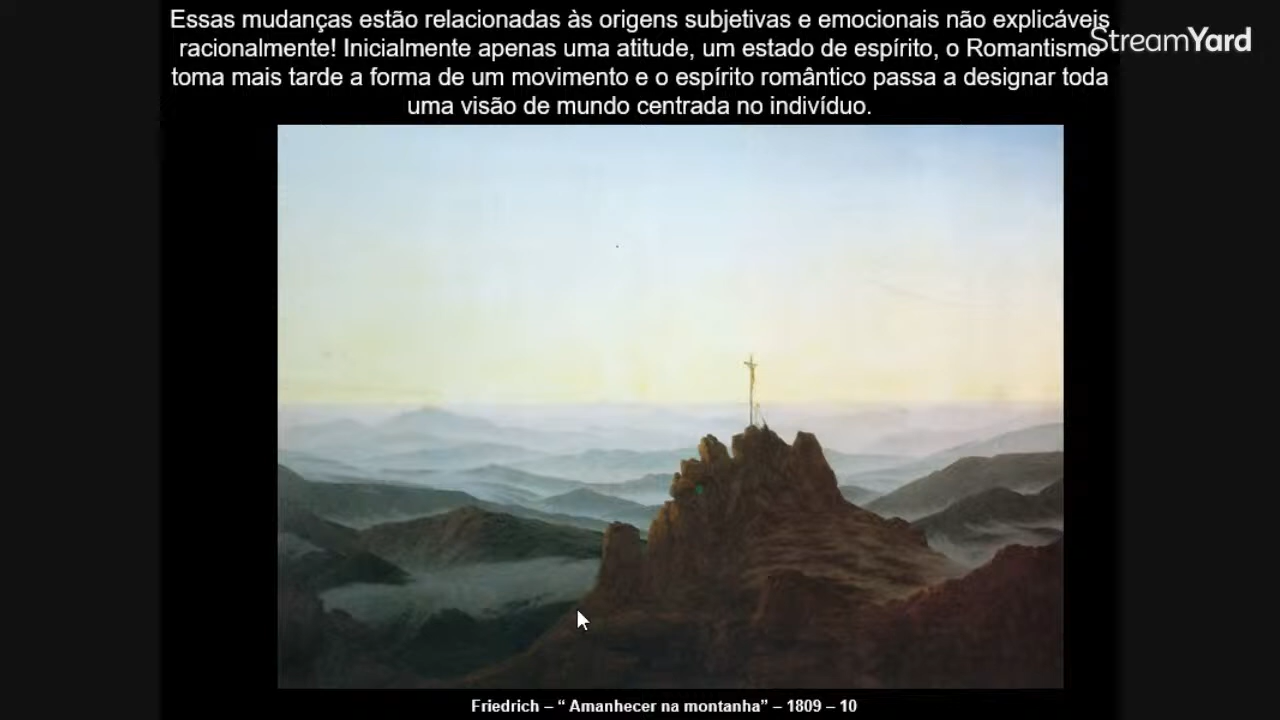 Essas mudanças estão relacionadas às origens subjetivas e emocionais não explicáveis
racionalmente! Inicialmente apenas uma atitude, um estado de espírito, o Romantismo
toma mais tarde a forma de um movimento e o espírito romântico passa a designar toda
uma visão de mundo centrada no indivíduo.
StreamYard
Friedrich – “ Amanhecer na montanha” – 1809 – 10